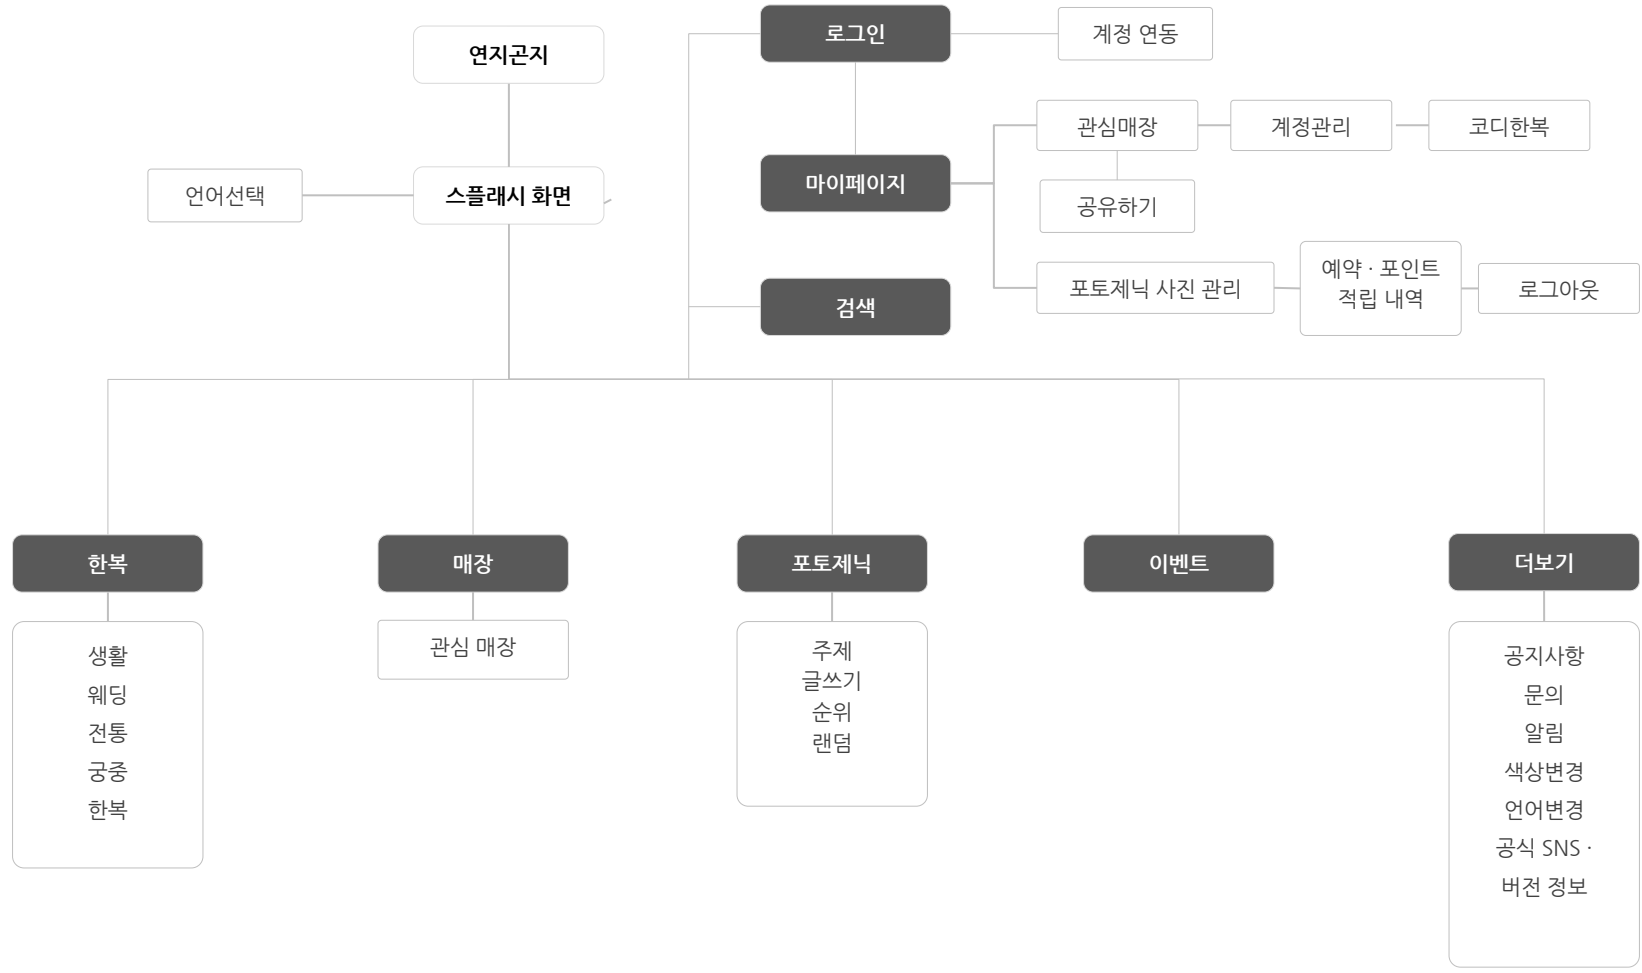 연지곤지
스플래시 화면
언어선택
로그인
계정 연동
마이페이지
관심매장
계정관리
코디한복
공유하기
포토제닉 사진 관리
예약 · 포인트
적립 내역
로그아웃
검색
한복
생활
웨딩
전통
궁중
한복
매장
관심 매장
포토제닉
주제
글쓰기
순위
랜덤
이벤트
더보기
공지사항
문의
알림
색상변경
언어변경
공식 SNS ·
버전 정보